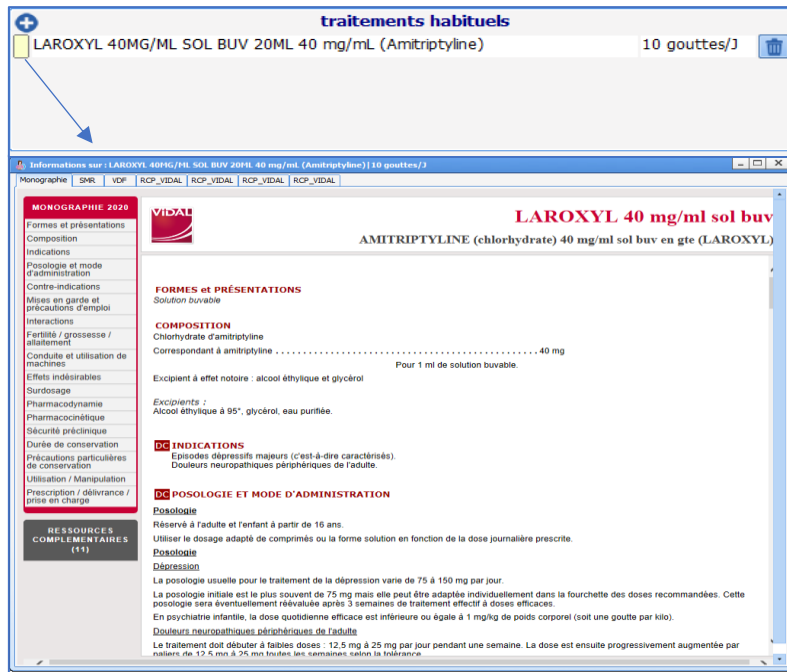 traitements habituels
LAROXYL 40MG/ML SOL BUV 20ML 40 mg/mL (Amitriptyline) 10 gouttes/J
Informations sur : LAROXYL 40MG/ML SOL BUV 20ML 40 mg/mL (Amitriptyline)|10 gouttes/J
Monographie SMR VDF RCP_VIDAL RCP_VIDAL RCP_VIDAL RCP_VIDAL
MONOGRAPHIE 2020
Formes et présentations
Composition
Indications
Posologie et mode
d'administration
Contre-indications
Mises en garde et
précautions d'emploi
Interactions
Fertilité / grossesse /
allaitement
Conduite et utilisation de
machines
Effets indésirables
Surdosage
Pharmacodynamie
Pharmacocinétique
Sécurité préclinique
Durée de conservation
Précautions particulières
de conservation
Utilisation / Manipulation
Prescription / délivrance /
prise en charge
RESSOURCES
COMPLEMENTAIRES
(11)
VIDAL
LAROXYL 40 mg/ml sol buv
AMITRIPTYLINE (chlorhydrate) 40 mg/ml sol buv en gte (LAROXYL)
FORMES et PRÉSENTATIONS
Solution buvable
COMPOSITION
Chlorhydrate d'amitriptyline
Correspondant à amitriptyline . . . . . . . . . . . . . . . . . . . . . . . . . . . . . . . . . . . . . . . . . . . . . . . . . 40 mg
Pour 1 ml de solution buvable.
Excipient à effet notoire : alcool éthylique et glycérol
Excipients :
Alcool éthylique à 95°, glycérol, eau purifiée.
DC INDICATIONS
Episodes dépressifs majeurs (c'est-à-dire caractérisés).
Douleurs neuropathiques périphériques de l'adulte.
DC POSOLOGIE ET MODE D'ADMINISTRATION
Posologie
Réservé à l'adulte et l'enfant à partir de 16 ans.
Utiliser le dosage adapté de comprimés ou la forme solution en fonction de la dose journalière prescrite.
Posologie
Dépression
La posologie usuelle pour le traitement de la dépression varie de 75 à 150 mg par jour.
La posologie initiale est le plus souvent de 75 mg mais elle peut être adaptée individuellement dans la fourchette des doses recommandées. Cette
posologie sera éventuellement réévaluée après 3 semaines de traitement effectif à doses efficaces.
En psychiatrie infantile, la dose quotidienne efficace est inférieure ou égale à 1 mg/kg de poids corporel (soit une goutte par kilo).
Douleurs neuropathiques périphériques de l'adulte
Le traitement doit débuter à faibles doses : 12,5 mg à 25 mg par jour pendant une semaine. La dose est ensuite progressivement augmentée par
paliers de 12,5 mg à 25 mg toutes les semaines selon la tolérance.